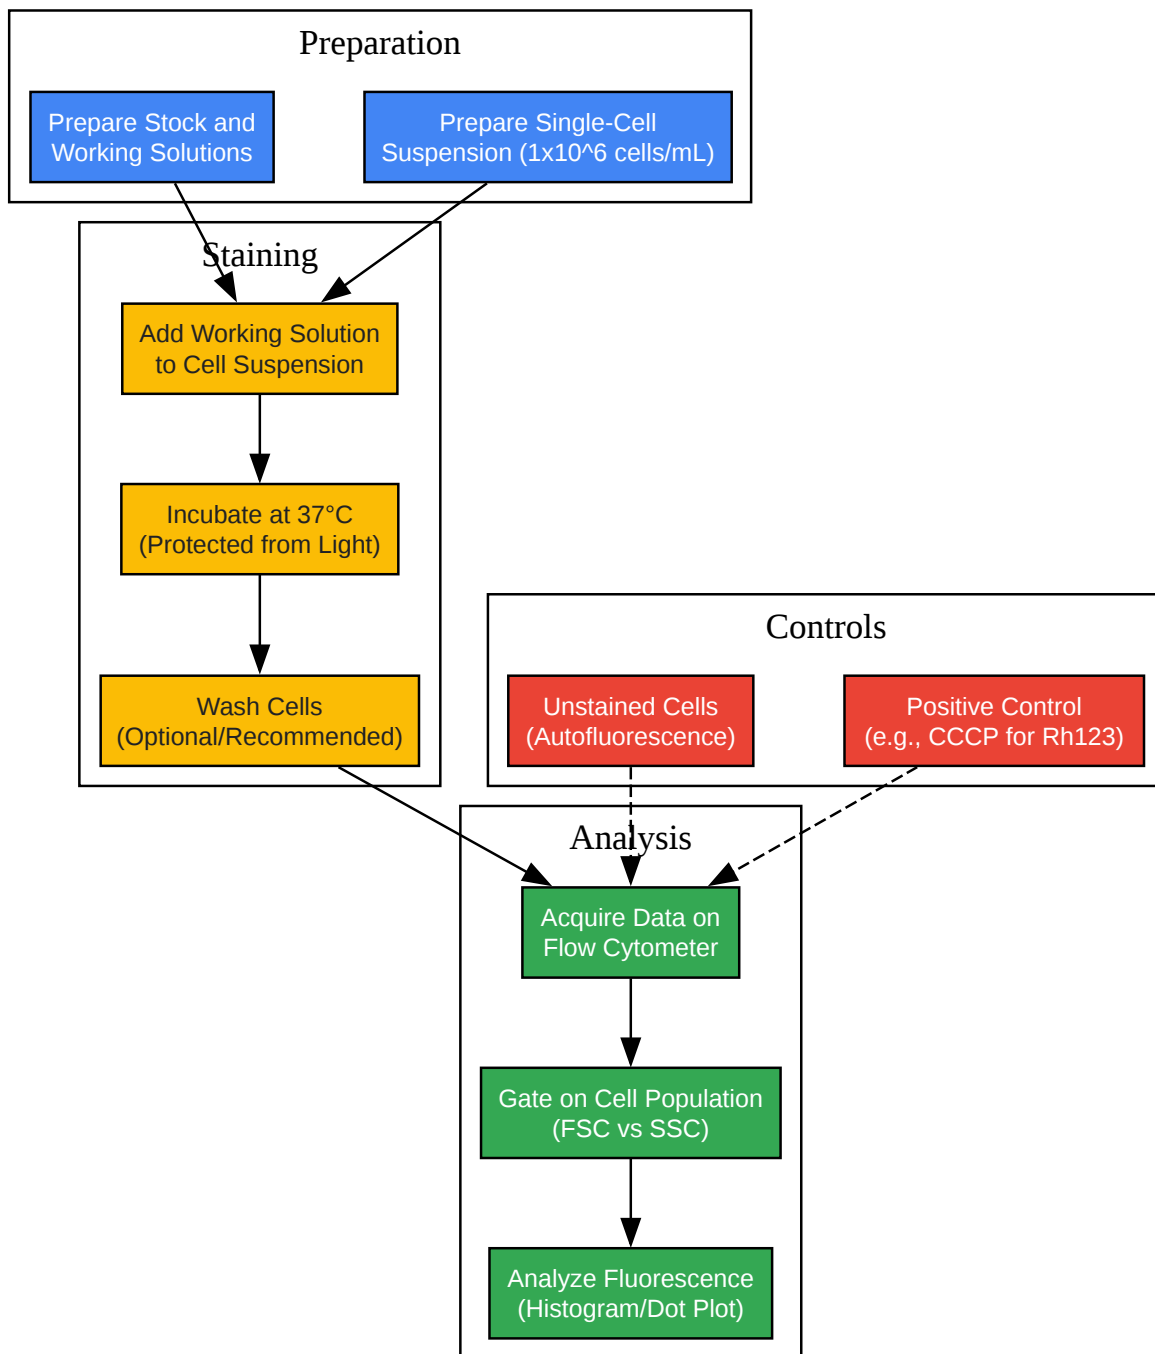 Preparation
Prepare Stock and
Working Solutions
Prepare Single-Cell
Suspension (1x10^6 cells/mL)
Staining
Add Working Solution
to Cell Suspension
Incubate at 37°C
(Protected from Light)
Wash Cells
(Optional/Recommended)
Controls
Unstained Cells
(Autofluorescence)
Positive Control
(e.g., CCCP for Rh123)
Analysis
Acquire Data on
Flow Cytometer
Gate on Cell Population
(FSC vs SSC)
Analyze Fluorescence
(Histogram/Dot Plot)